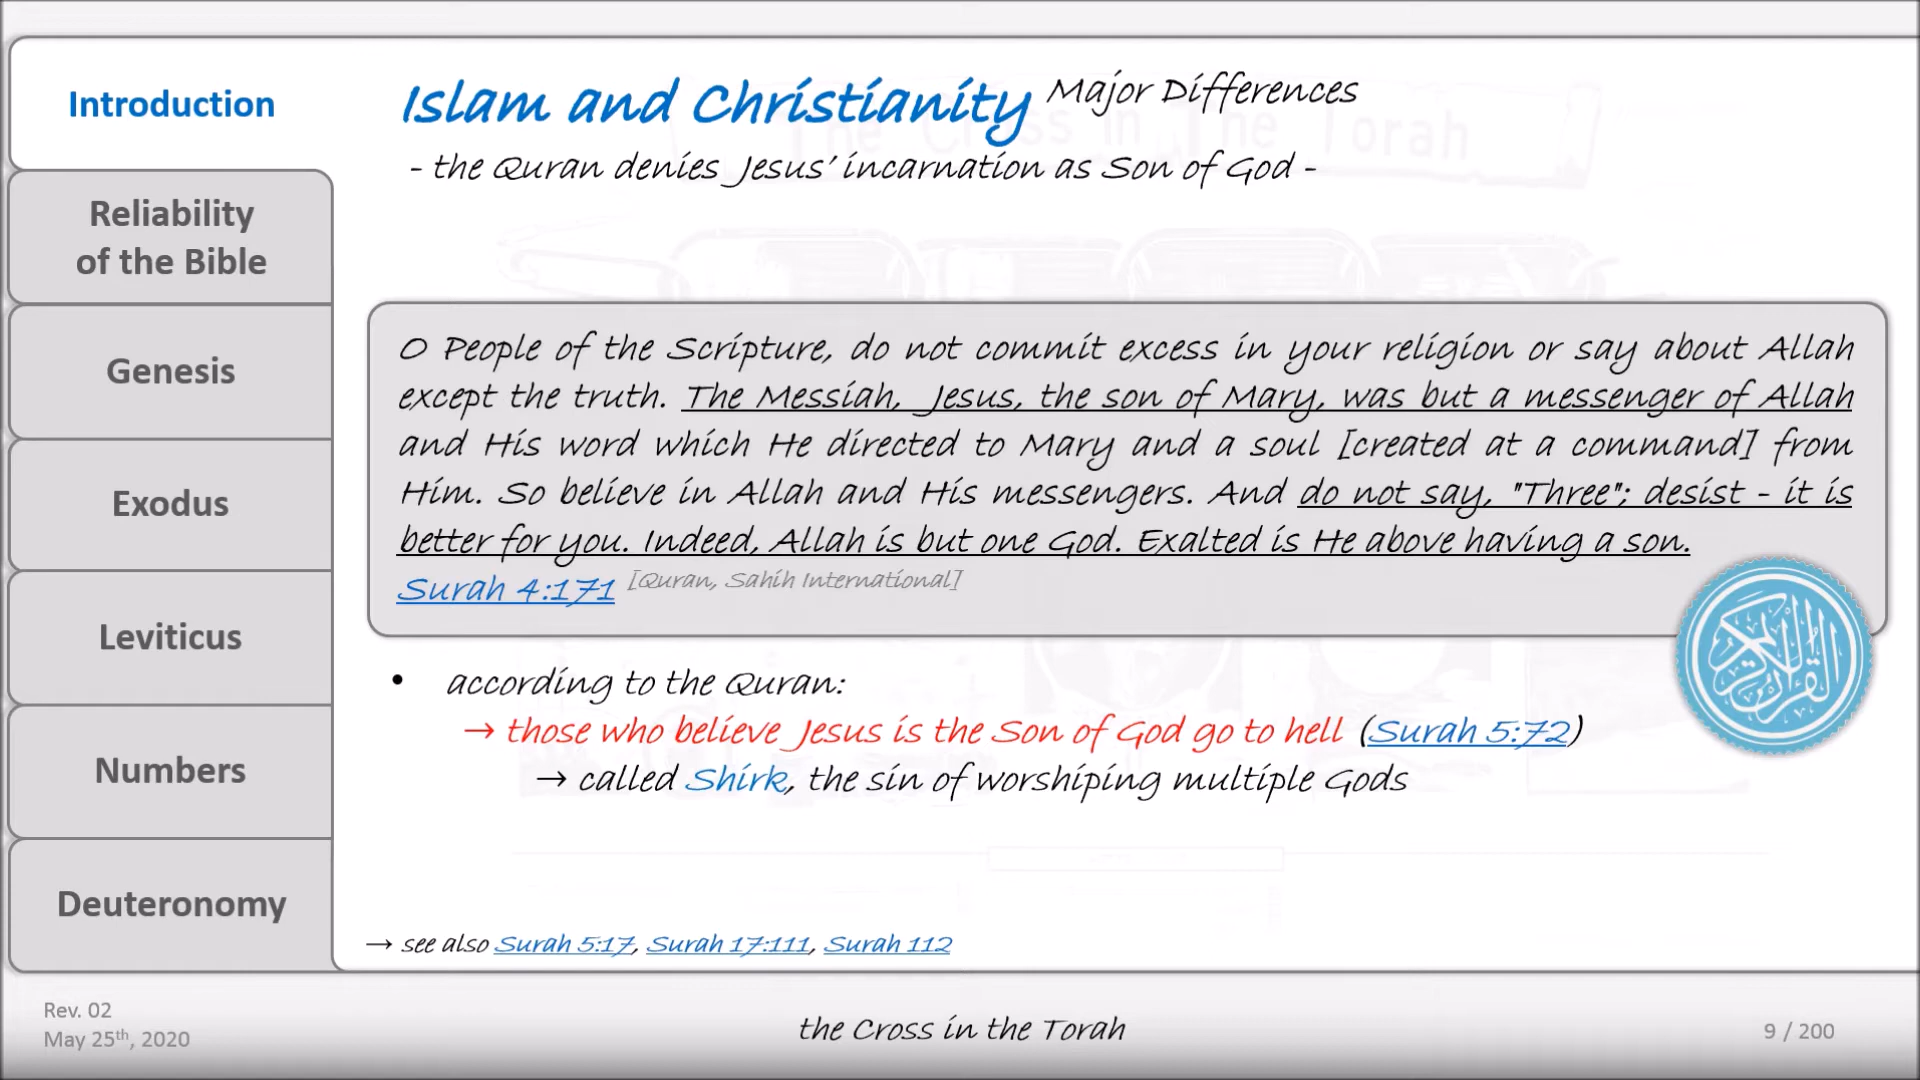 Introduction
Reliability
of the Bible
Genesis
Exodus
Leviticus
Numbers
Deuteronomy
Islam and Christianity Major Differences
- the Quran denies Jesus' incarnation as Son of God -
The Cross in The Torah
O People of the Scripture, do not commit excess in your religion or say about Allah
except the truth. The Messiah, Jesus, the son of Mary, was but a messenger of Allah
and His word which He directed to Mary and a soul [created at a command] from
Him. So believe in Allah and His messengers. And do not say, "Three"; desist - it is
better for you. Indeed, Allah is but one God. Exalted is He above having a son.
Surah 4:171 [Quran, Sahih International]
القرآن الكريم
• according to the Quran:
→ those who believe Jesus is the Son of God go to hell (Surah 5:72)
→ called Shirk, the sin of worshiping multiple Gods
→ see also Surah 5:17, Surah 17:111, Surah 112
Rev. 02
May 25th, 2020
the Cross in the Torah
9 / 200